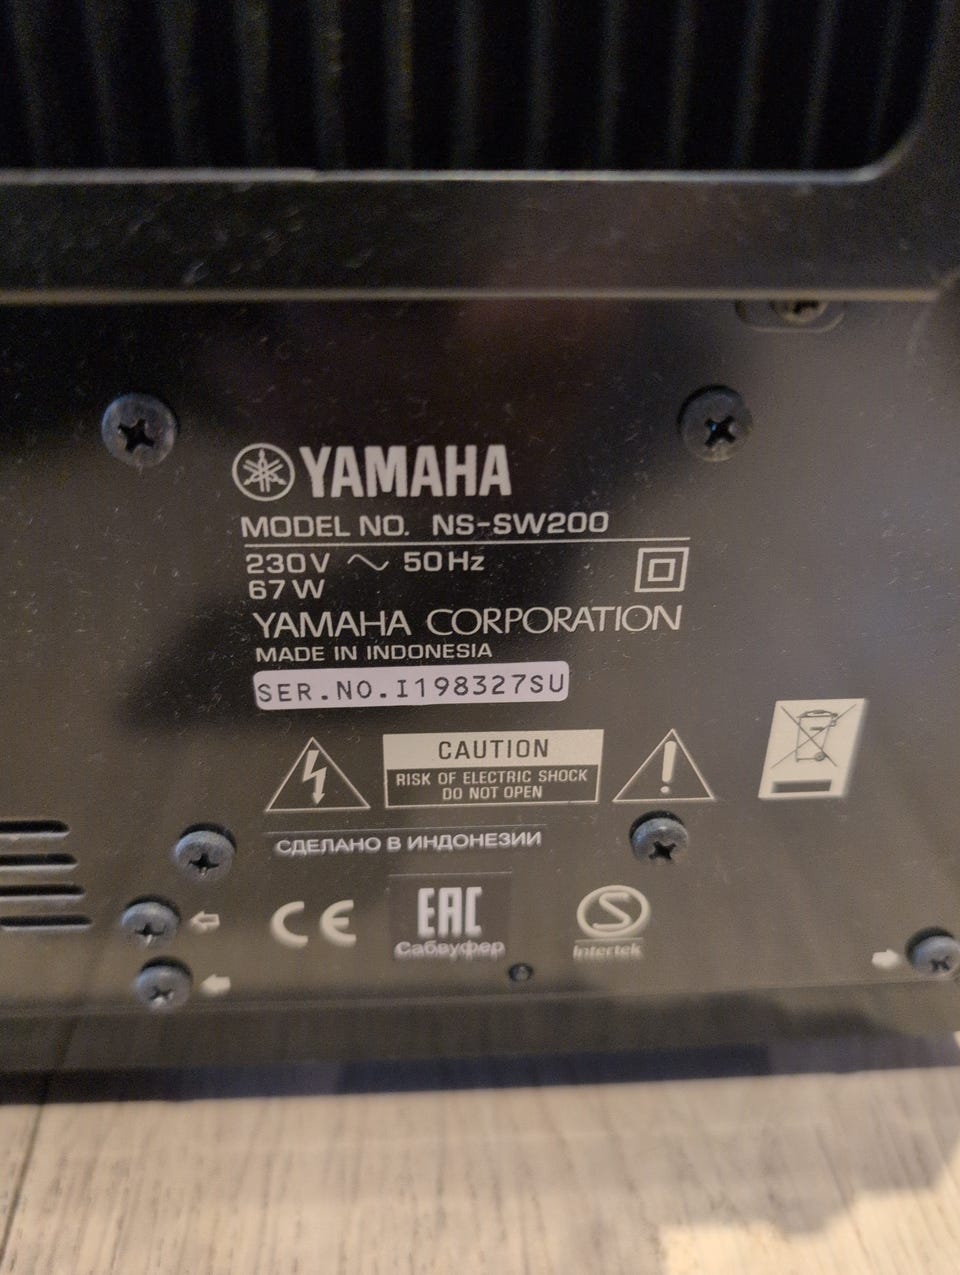 YAMAHA
MODEL NO. NS-SW200
230V ~ 50Hz
67W
YAMAHA CORPORATION
MADE IN INDONESIA
SER.NO.I198327SU
CAUTION
RISK OF ELECTRIC SHOCK
DO NOT OPEN
СДЕЛАНО В ИНДОНЕЗИИ
CE EAC S
Сабвуфер Intertek